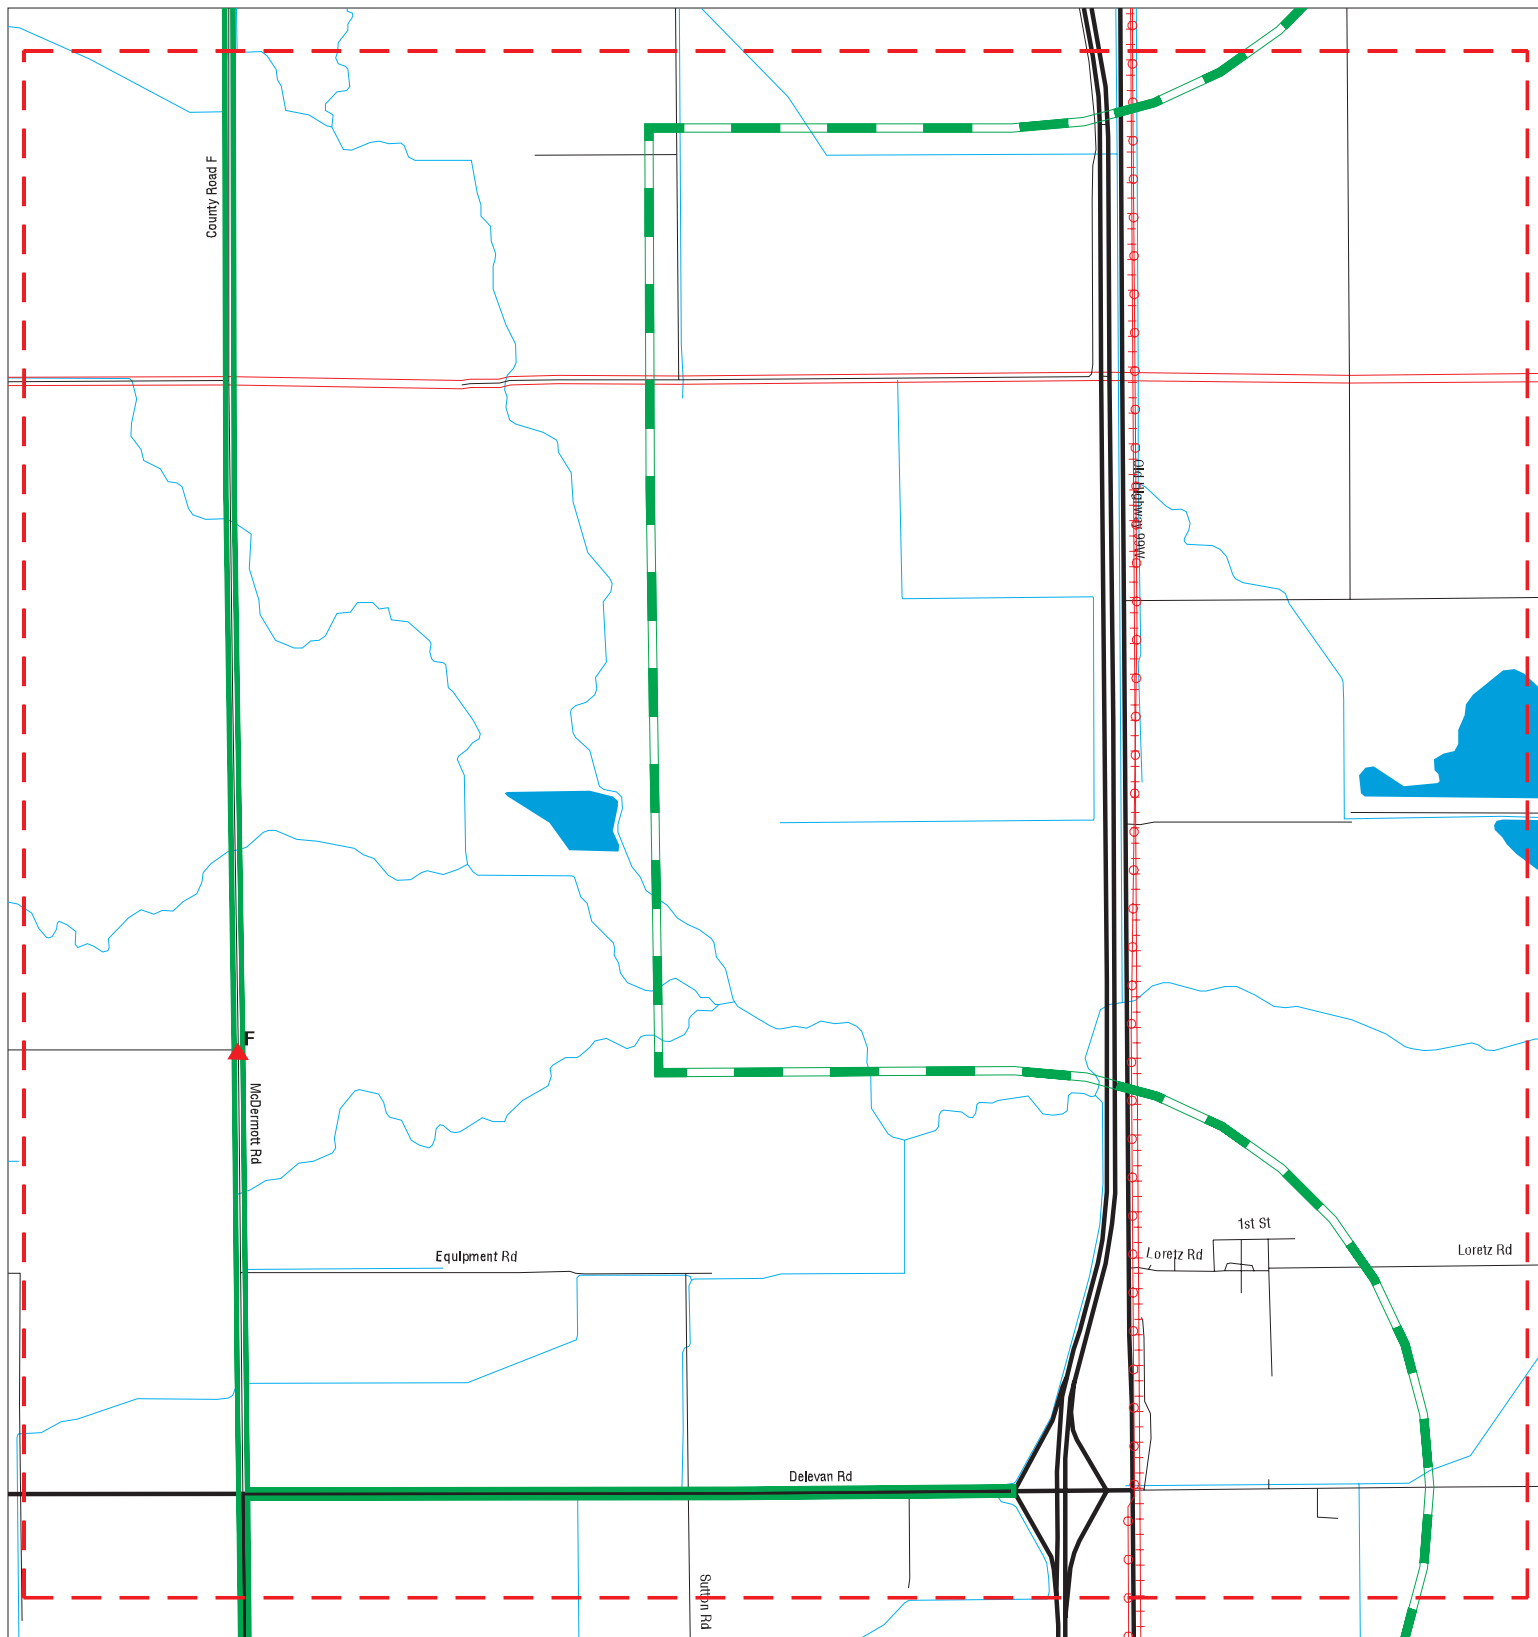 County Road F
Old Highway 99W
F
McDermott Rd
1st St
Equipment Rd
Loretz Rd
Loretz Rd
Delevan Rd
Sutton Rd